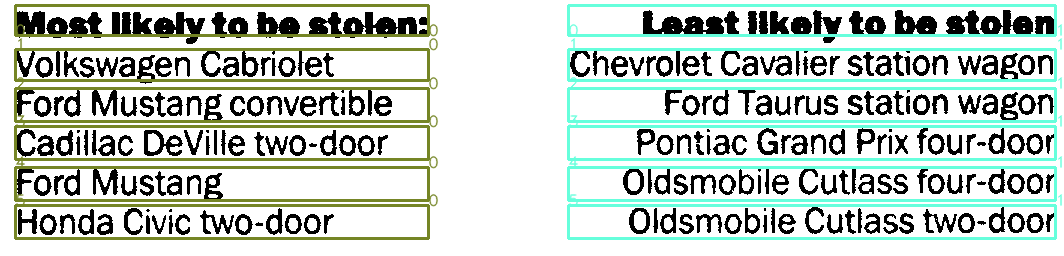 Most likely to be stolen:
Volkswagen Cabriolet
Ford Mustang convertible
Cadillac DeVille two-door
Ford Mustang
Honda Civic two-door
Least likely to be stolen
Chevrolet Cavalier station wagon
Ford Taurus station wagon
Pontiac Grand Prix four-door
Oldsmobile Cutlass four-door
Oldsmobile Cutlass two-door